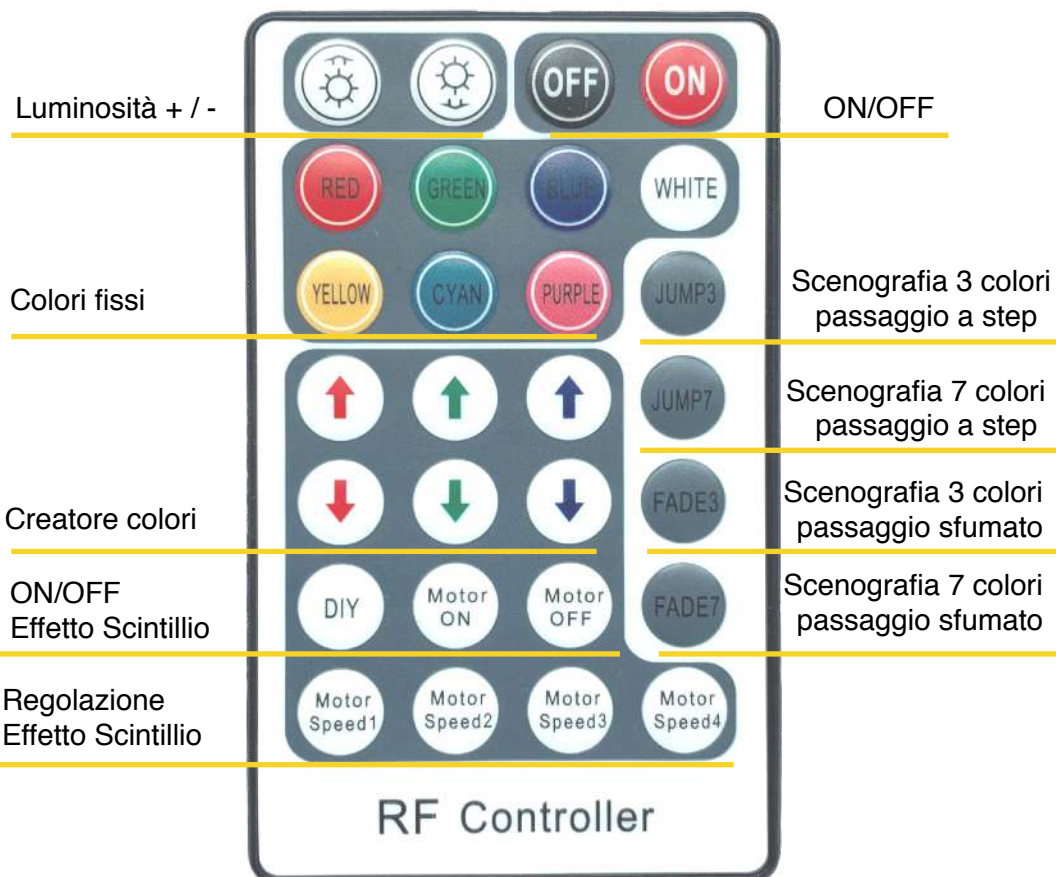 Luminosità + / -
OFF
ON
ON/OFF
RED
GREEN
BLUE
WHITE
Colori fissi
YELLOW
CYAN
PURPLE
JUMP3
Scenografia 3 colori
passaggio a step
JUMP7
Scenografia 7 colori
passaggio a step
Creatore colori
FADE3
Scenografia 3 colori
passaggio sfumato
ON/OFF
Effetto Scintillio
DIY
Motor
ON
Motor
OFF
FADE7
Scenografia 7 colori
passaggio sfumato
Regolazione
Effetto Scintillio
Motor
Speed1
Motor
Speed2
Motor
Speed3
Motor
Speed4
RF Controller